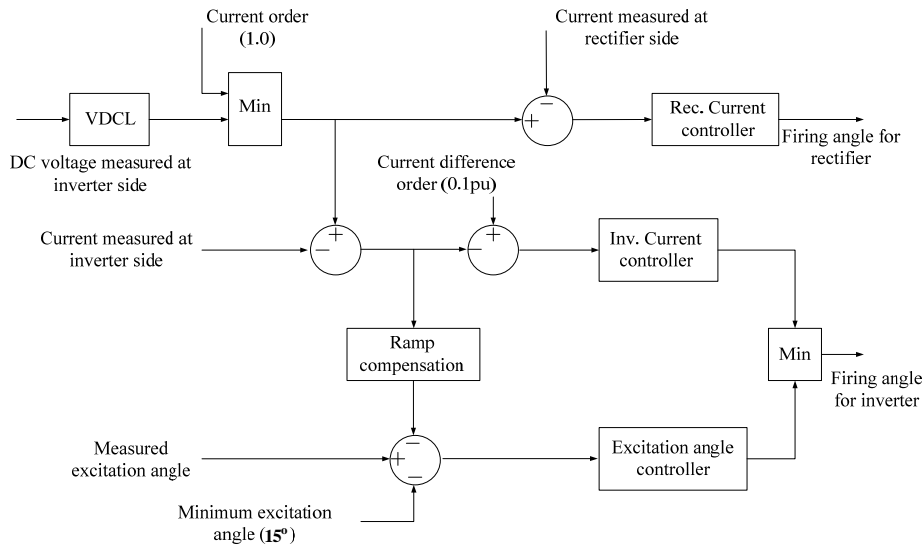 Current order
(1.0)
Current measured at
rectifier side
VDCL
Min
−
+
Rec. Current
controller
DC voltage measured at
inverter side
Firing angle for
rectifier
Current difference
order (0.1pu)
Current measured at
inverter side
+
−
+
−
Inv. Current
controller
Ramp
compensation
Min
Firing angle
for inverter
Measured
excitation angle
−
+
−
Excitation angle
controller
Minimum excitation
angle (15º)